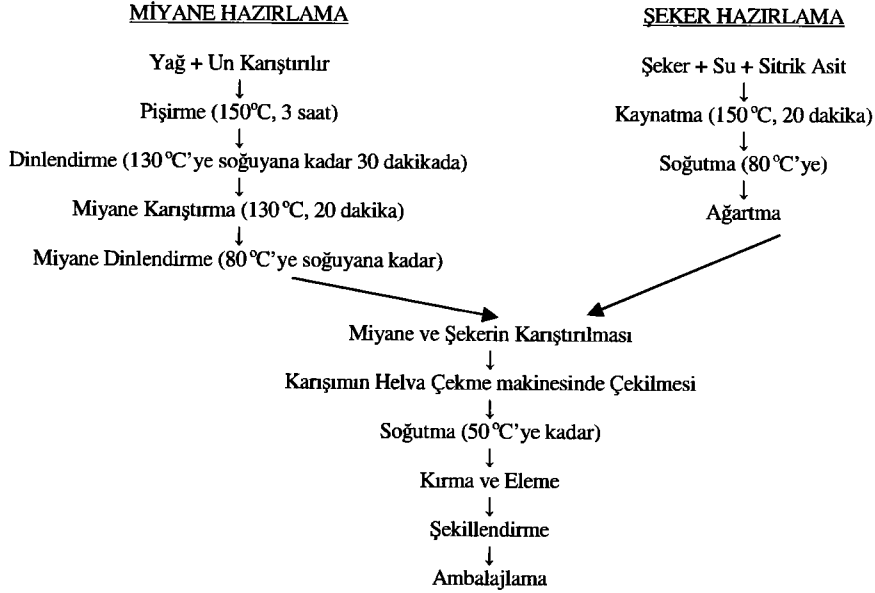 MİYANE HAZIRLAMA
Yağ + Un Karıştırılır
↓
Pişirme (150°C, 3 saat)
↓
Dinlendirme (130 °C'ye soğuyana kadar 30 dakikada)
↓
Miyane Karıştırma (130 °C, 20 dakika)
↓
Miyane Dinlendirme (80 °C'ye soğuyana kadar)
ŞEKER HAZIRLAMA
Şeker + Su + Sitrik Asit
↓
Kaynatma (150 °C, 20 dakika)
↓
Soğutma (80 °C'ye)
↓
Ağartma
Miyane ve Şekerin Karıştırılması
↓
Karışımın Helva Çekme makinesinde Çekilmesi
↓
Soğutma (50 °C'ye kadar)
↓
Kırma ve Eleme
↓
Şekillendirme
↓
Ambalajlama